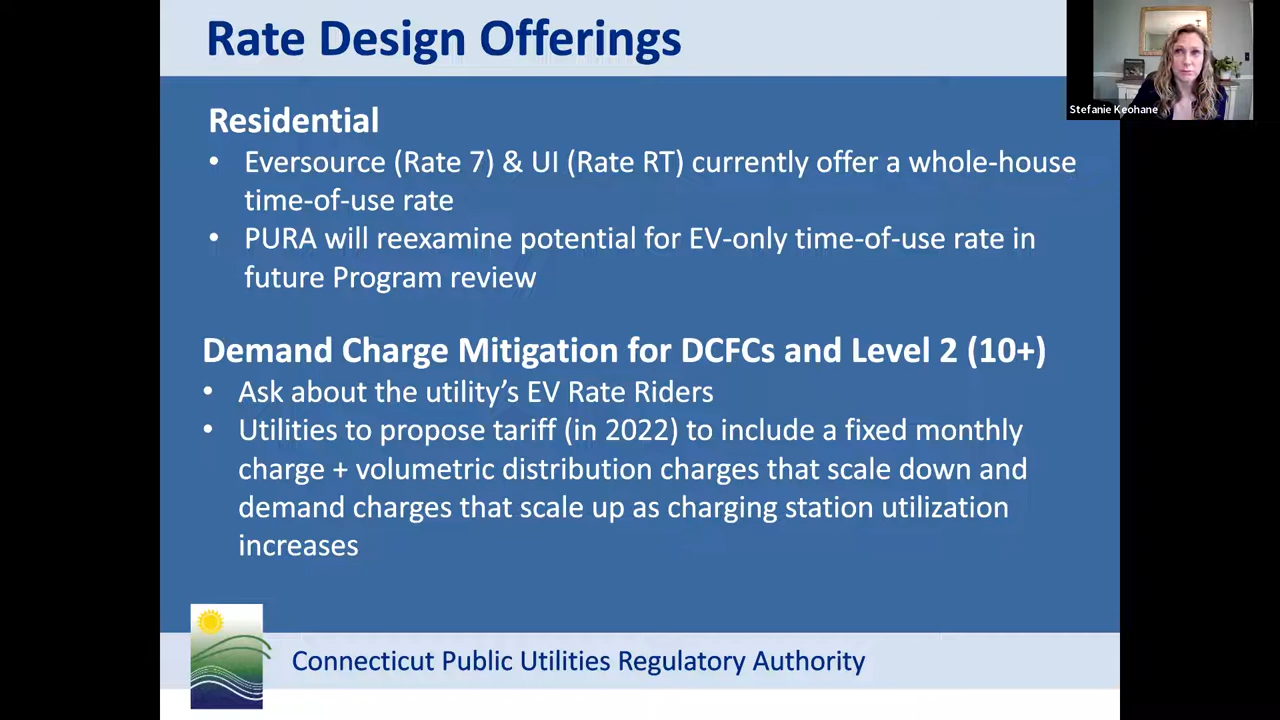 Rate Design Offerings
Stefanie Keohane
Residential
• Eversource (Rate 7) & UI (Rate RT) currently offer a whole-house
time-of-use rate
• PURA will reexamine potential for EV-only time-of-use rate in
future Program review
Demand Charge Mitigation for DCFCs and Level 2 (10+)
• Ask about the utility’s EV Rate Riders
• Utilities to propose tariff (in 2022) to include a fixed monthly
charge + volumetric distribution charges that scale down and
demand charges that scale up as charging station utilization
increases
Connecticut Public Utilities Regulatory Authority